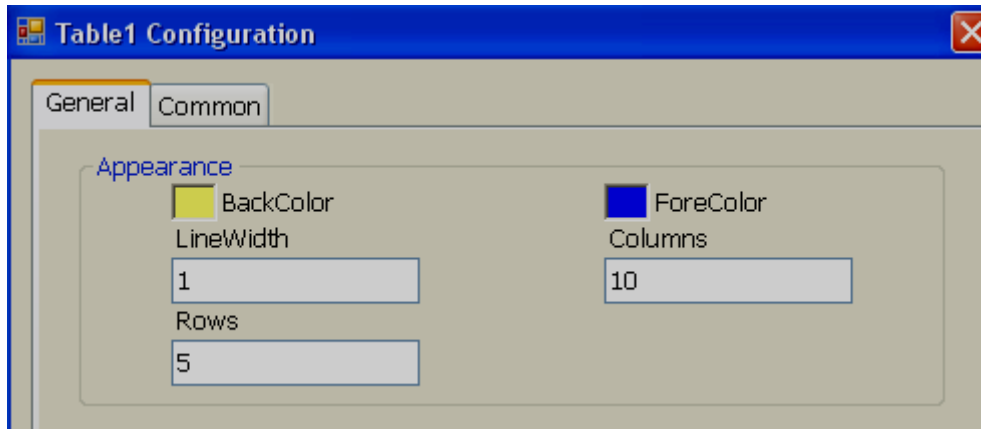 Table1 Configuration
General Common
Appearance
BackColor ForeColor
LineWidth Columns
1 10
Rows
5